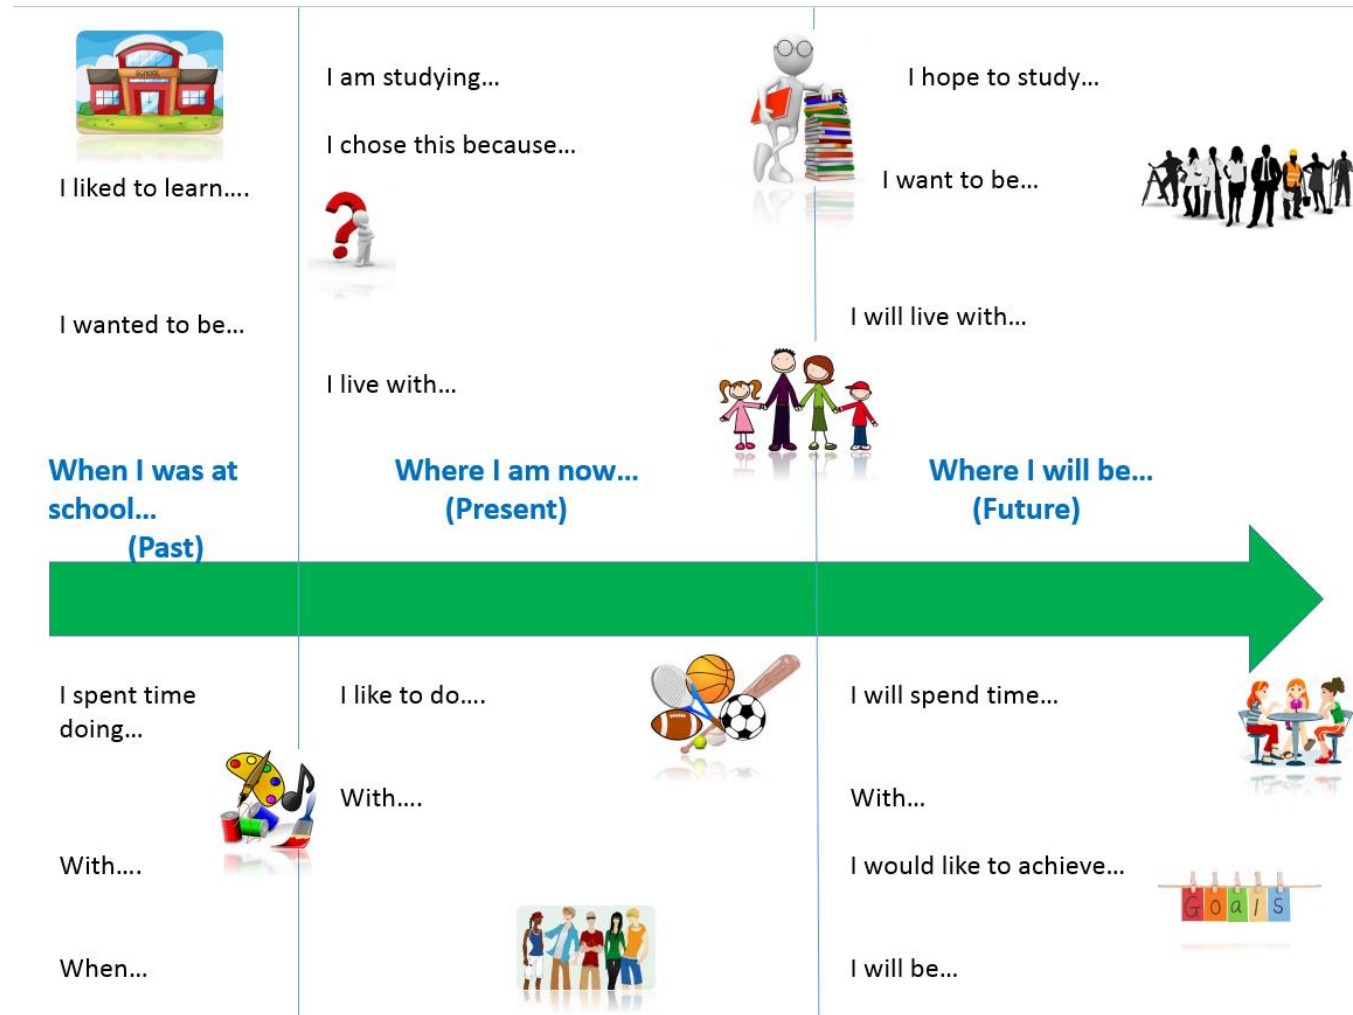 SCHOOL
I liked to learn....
I wanted to be...
When I was at
school...
(Past)
I spent time
doing...
With....
When...
I am studying...
I chose this because...
?
I live with...
Where I am now...
(Present)
I like to do....
With....
I hope to study...
I want to be...
I will live with...
Where I will be...
(Future)
I will spend time...
With...
I would like to achieve...
Goals
I will be...